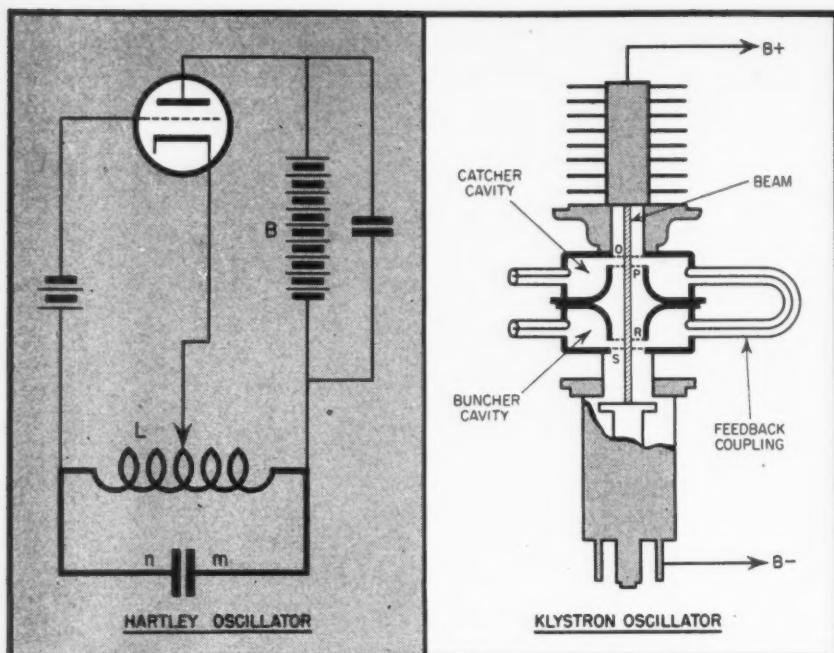 B
L
n
m
HARTLEY OSCILLATOR
B+
CATCHER
CAVITY
BEAM
O
P
R
S
BUNCHER
CAVITY
FEEDBACK
COUPLING
B-
KLYSTRON OSCILLATOR